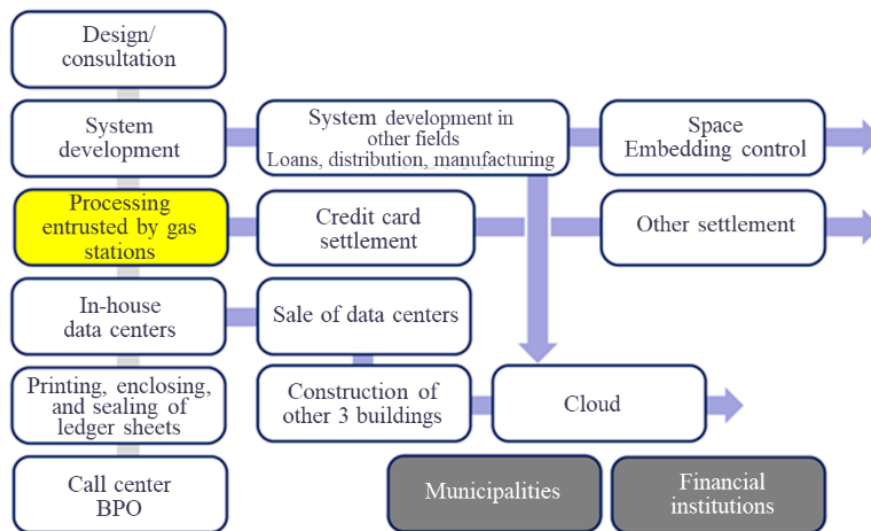 Design/
consultation
System
development
System development in
other fields
Loans, distribution, manufacturing
Space
Embedding control
Processing
entrusted by gas
stations
Credit card
settlement
Other settlement
In-house
data centers
Sale of data centers
Printing, enclosing,
and sealing of
ledger sheets
Construction of
other 3 buildings
Cloud
Call center
BPO
Municipalities
Financial
institutions